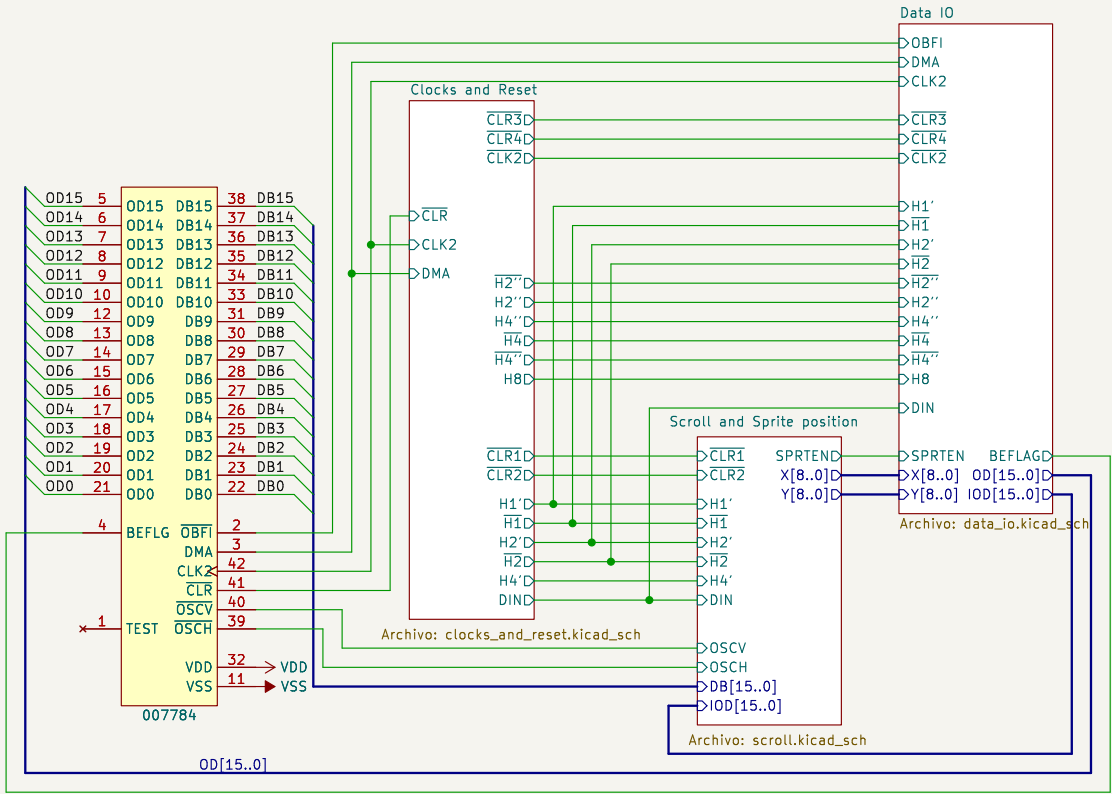 Data IO
OBFI
DMA
CLK2
CLR3
CLR4
CLK2
H1'
H1
H2'
H2
H2''
H2''
H4''
H4
H4''
H8
DIN
SPRTEN BEFLAG
X[8..0] OD[15..0]
Y[8..0] IOD[15..0]
Archivo: data_io.kicad_sch
Clocks and Reset
CLR3
CLR4
CLK2
CLR
CLK2
DMA
H2''
H2''
H4''
H4
H4''
H8
CLR1
CLR2
H1'
H1
H2'
H2
H4'
DIN
Archivo: clocks_and_reset.kicad_sch
Scroll and Sprite position
CLR1 SPRTEN
CLR2 X[8..0]
Y[8..0]
H1'
H1
H2'
H2
H4'
DIN
OSCV
OSCH
DB[15..0]
IOD[15..0]
Archivo: scroll.kicad_sch
OD15 5 OD15 DB15 38 DB15
OD14 6 OD14 DB14 37 DB14
OD13 7 OD13 DB13 36 DB13
OD12 8 OD12 DB12 35 DB12
OD11 9 OD11 DB11 34 DB11
OD10 10 OD10 DB10 33 DB10
OD9 12 OD9 DB9 31 DB9
OD8 13 OD8 DB8 30 DB8
OD7 14 OD7 DB7 29 DB7
OD6 15 OD6 DB6 28 DB6
OD5 16 OD5 DB5 27 DB5
OD4 17 OD4 DB4 26 DB4
OD3 18 OD3 DB3 25 DB3
OD2 19 OD2 DB2 24 DB2
OD1 20 OD1 DB1 23 DB1
OD0 21 OD0 DB0 22 DB0
4 BEFLG OBFI 2
DMA 3
CLK2 42
CLR 41
OSCV 40
1 TEST OSCH 39
VDD 32 VDD
VSS 11 VSS
007784
OD[15..0]